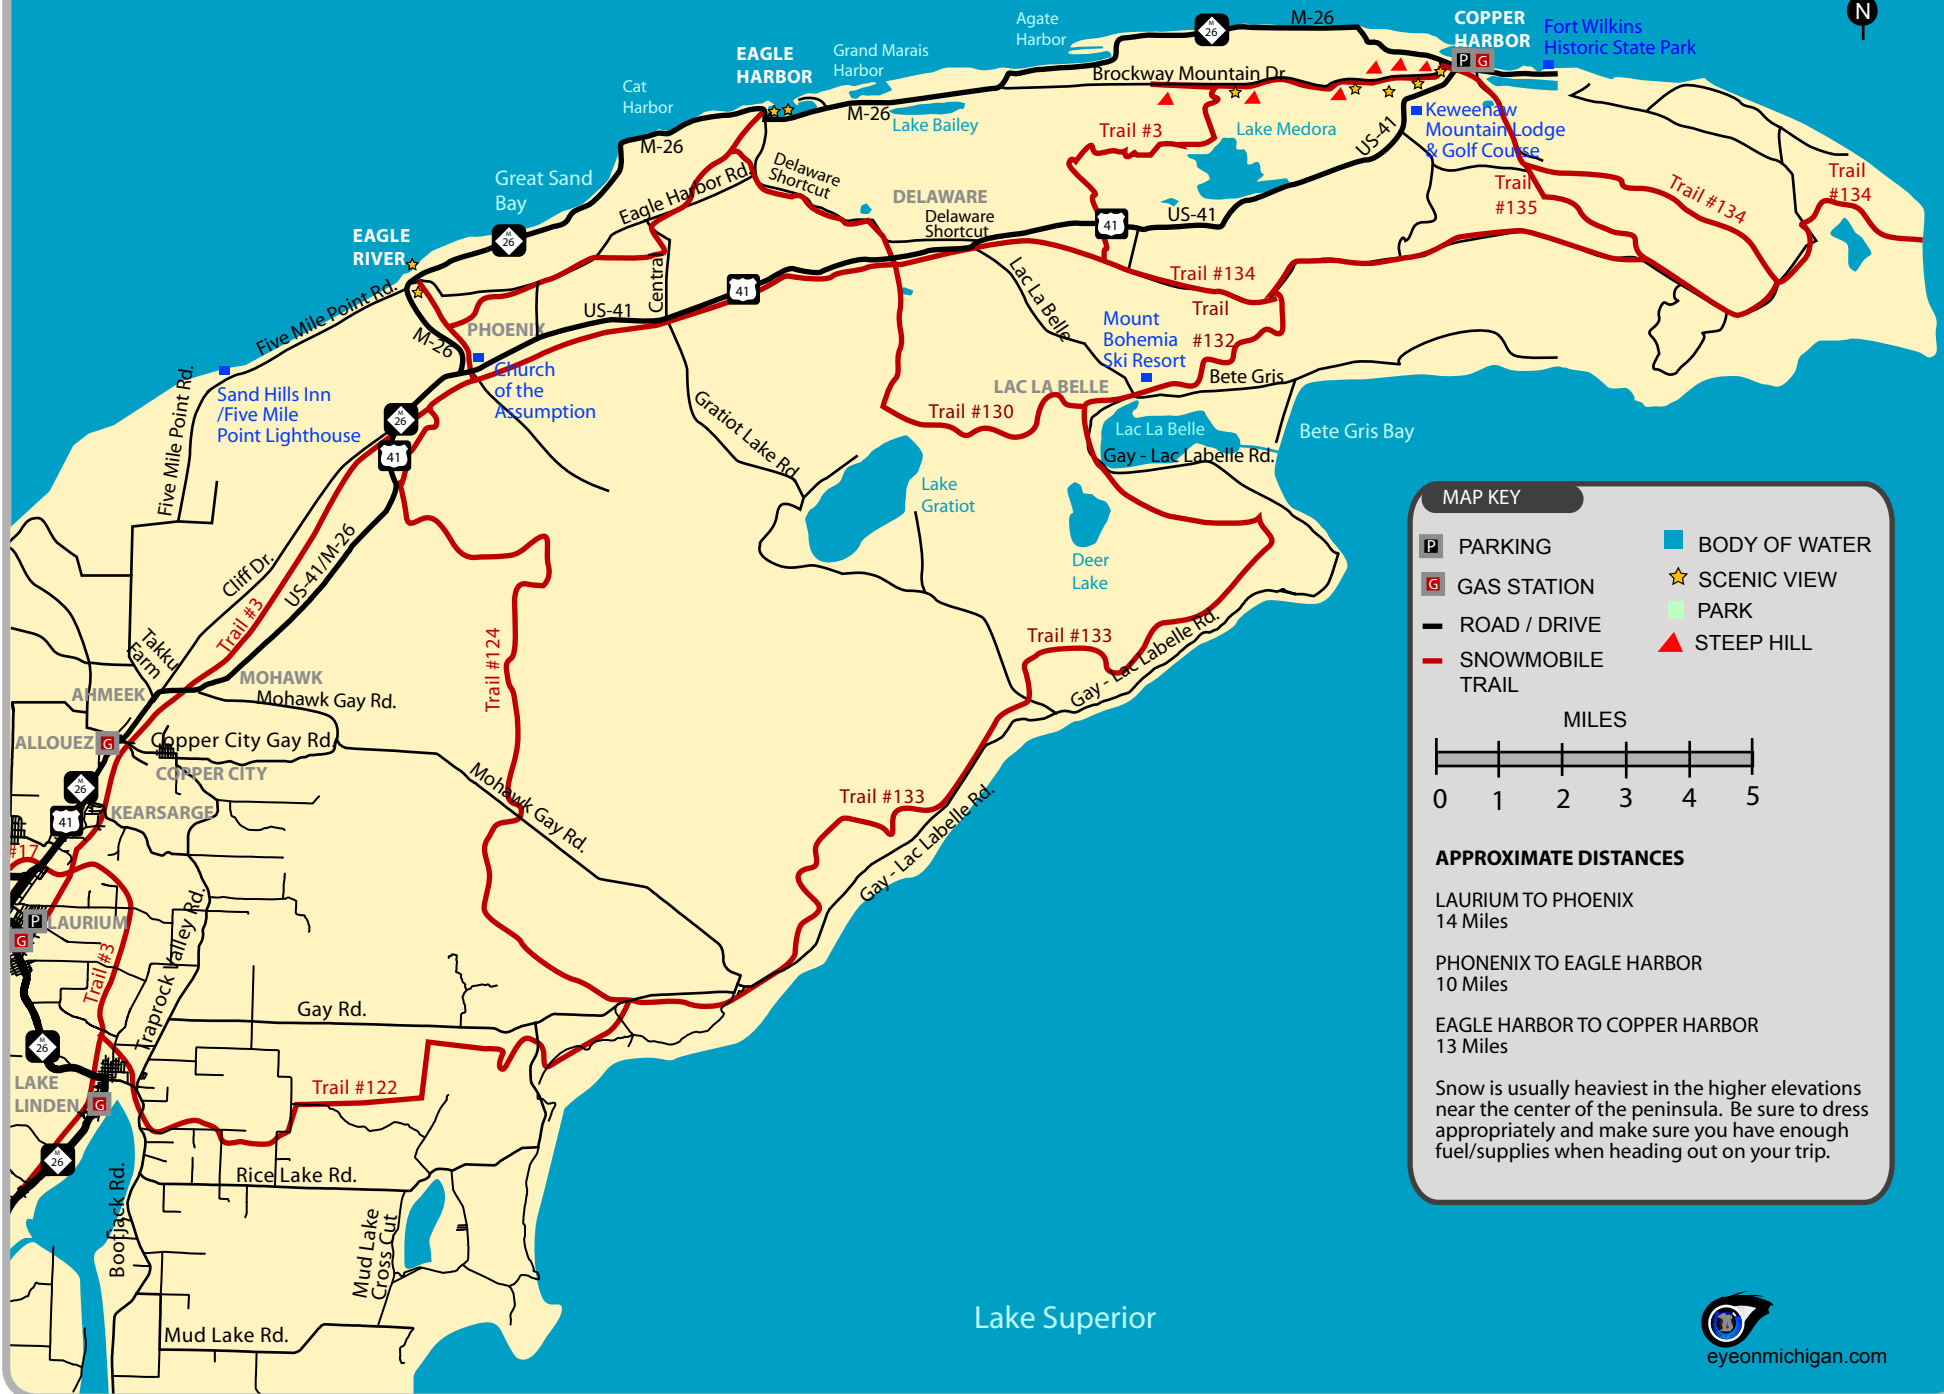 N
COPPER
HARBOR
Fort Wilkins
Historic State Park
M-26
M
26
Agate
Harbor
EAGLE
HARBOR
Grand Marais
Harbor
Brockway Mountain Dr.
P
G
Cat
Harbor
M-26
Lake Bailey
M-26
Trail #3
Lake Medora
US-41
Keweenaw
Mountain Lodge
& Golf Course
Great Sand
Bay
Eagle Harbor Rd.
Delaware
Shortcut
DELAWARE
Delaware
Shortcut
41
US-41
Trail
#135
Trail #134
Trail
#134
EAGLE
RIVER
M
26
Five Mile Point Rd.
Central
41
US-41
Lac La Belle
Trail #134
Trail
#132
PHOENIX
M-26
Church
of the
Assumption
Mount
Bohemia
Ski Resort
Bete Gris
Sand Hills Inn
/Five Mile
Point Lighthouse
Five Mile Point Rd.
M
26
41
Gratiot Lake Rd.
LAC LA BELLE
Trail #130
Lac La Belle
Bete Gris Bay
Gay - Lac Labelle Rd.
Lake
Gratiot
Deer
Lake
Cliff Dr.
US-41/M-26
Trail #3
Takku
Farm
Trail #124
Trail #133
Gay - Lac Labelle Rd.
MOHAWK
AHMEEK
Mohawk Gay Rd.
ALLOUEZ
G
Copper City Gay Rd.
COPPER CITY
M
26
41
KEARSARGE
Mohawk Gay Rd.
Trail #133
Gay - Lac Labelle Rd.
#17
P
LAURIUM
G
Trail #3
Traprock Valley Rd.
Gay Rd.
M
26
LAKE
LINDEN
G
Trail #122
M
26
Rice Lake Rd.
Boofjack Rd.
Mud Lake
Cross Cut
Mud Lake Rd.
Lake Superior
MAP KEY
P
PARKING
G
GAS STATION
ROAD / DRIVE
SNOWMOBILE
TRAIL
BODY OF WATER
SCENIC VIEW
PARK
STEEP HILL
MILES
0 1 2 3 4 5
APPROXIMATE DISTANCES
LAURIUM TO PHOENIX
14 Miles
PHONENIX TO EAGLE HARBOR
10 Miles
EAGLE HARBOR TO COPPER HARBOR
13 Miles
Snow is usually heaviest in the higher elevations
near the center of the peninsula. Be sure to dress
appropriately and make sure you have enough
fuel/supplies when heading out on your trip.
eyeonmichigan.com